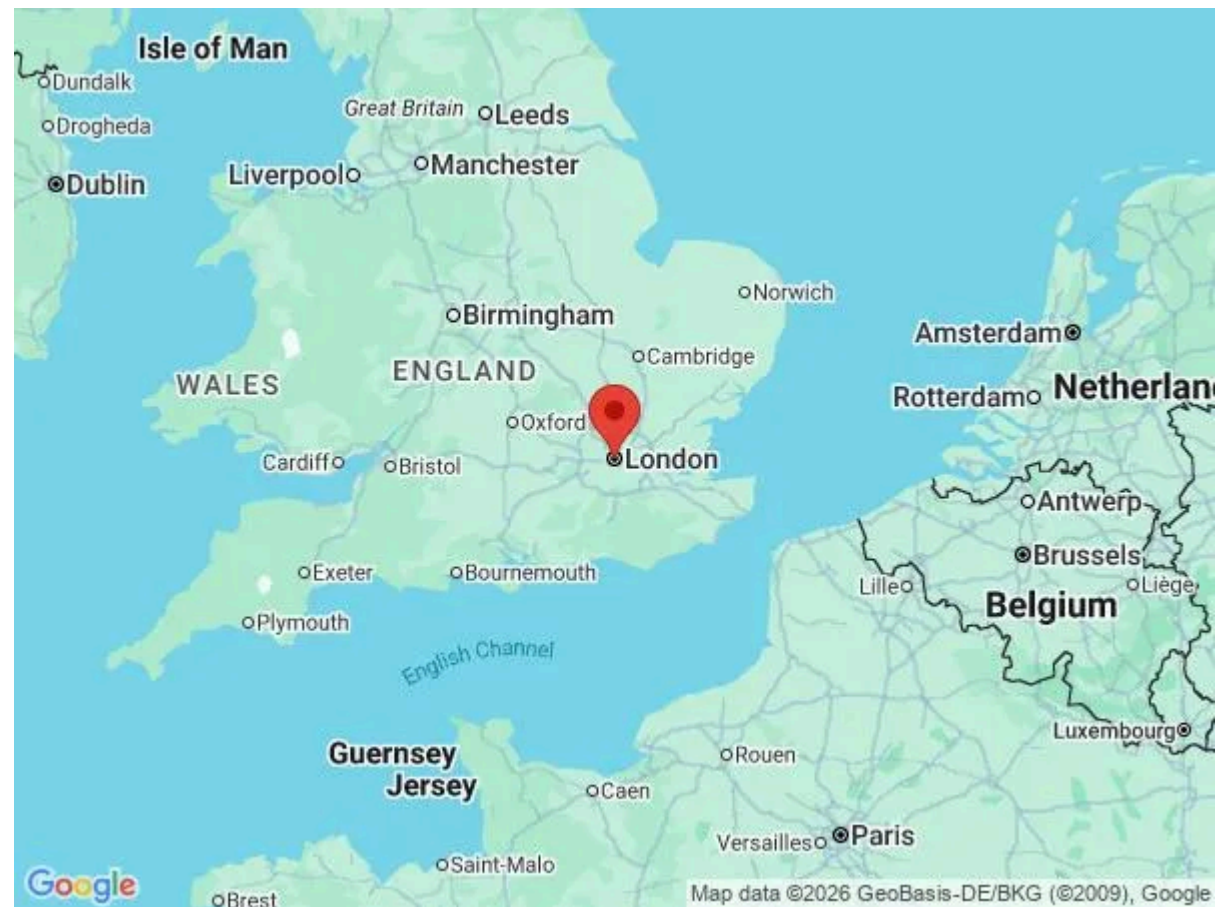 Isle of Man
Dundalk
Great Britain
Leeds
Drogheda
Manchester
Liverpool
Dublin
Norwich
Birmingham
Amsterdam
Cambridge
ENGLAND
WALES
Netherlan
Rotterdam
Oxford
London
Cardiff
Bristol
Antwerp
Brussels
Exeter
Bournemouth
Lille
Liège
Belgium
Plymouth
English Channel
Luxembourg
Guernsey
Rouen
Jersey
Caen
Paris
Versailles
Saint-Malo
Google
Brest
Map data ©2026 GeoBasis-DE/BKG (©2009), Google